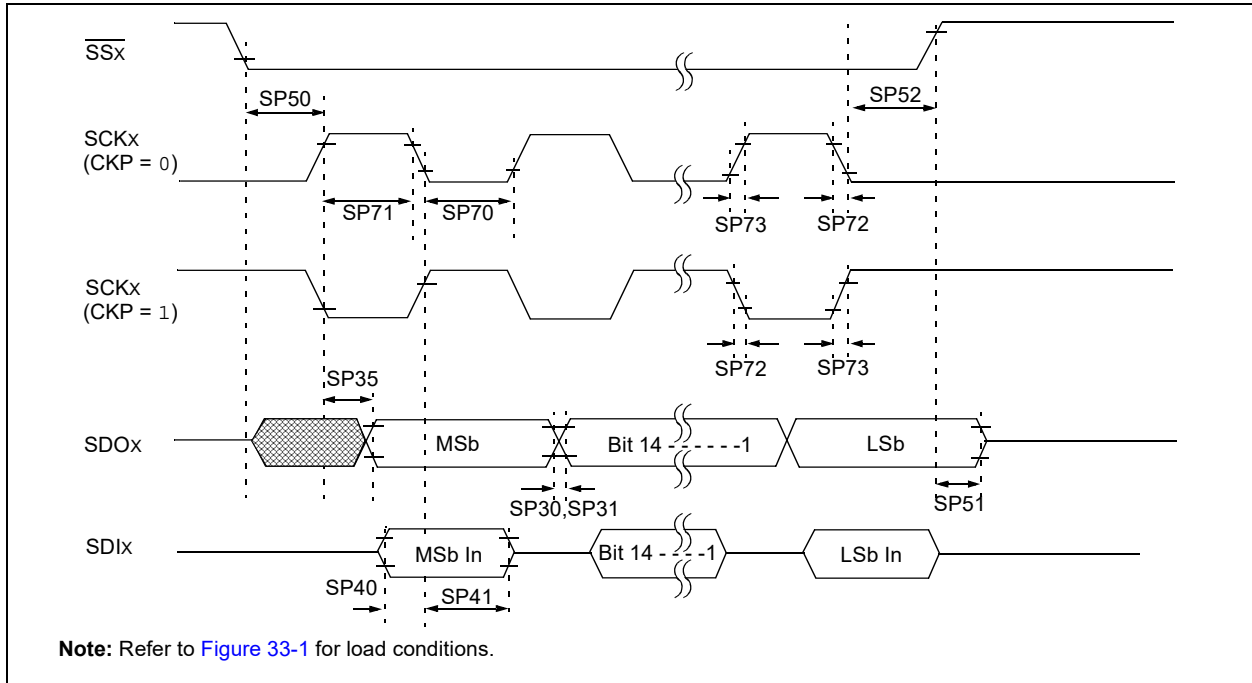 SSx
SP50
SP52
SCKx
(CKP = 0)
SP71
SP70
SP73
SP72
SCKx
(CKP = 1)
SP72
SP73
SP35
SDOx
MSb
Bit 14 - - - - - -1
LSb
SP30,SP31
SP51
SDIx
MSb In
Bit 14 - - - -1
LSb In
SP40
SP41
Note: Refer to Figure 33-1 for load conditions.